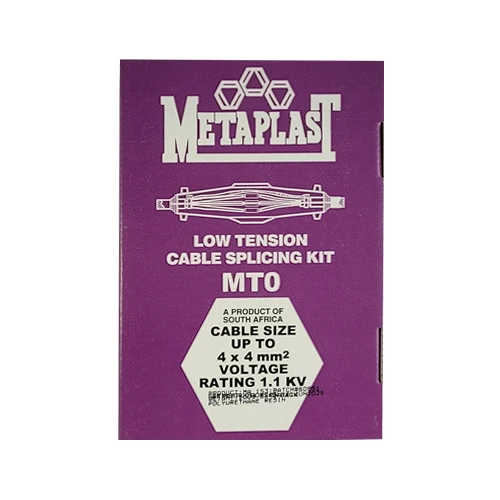 METAPLAST
LOW TENSION
CABLE SPLICING KIT
MT0
A PRODUCT OF
SOUTH AFRICA
CABLE SIZE
UP TO
4 x 4 mm²
VOLTAGE
RATING 1.1 KV
POLYURETHANE RESIN